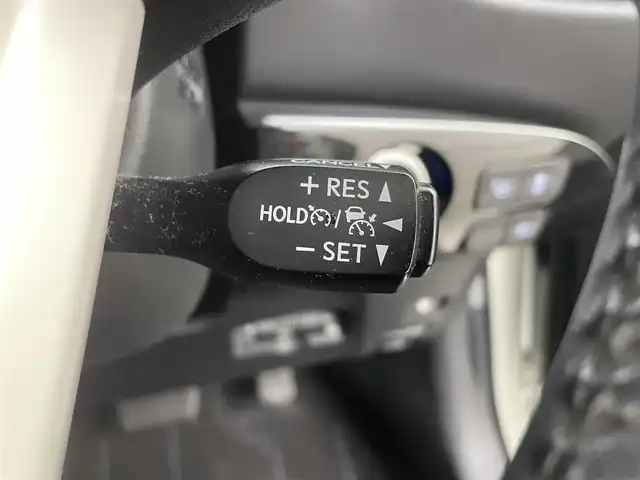 CANCEL
+ RES ▲
HOLD / ◀
− SET ▼